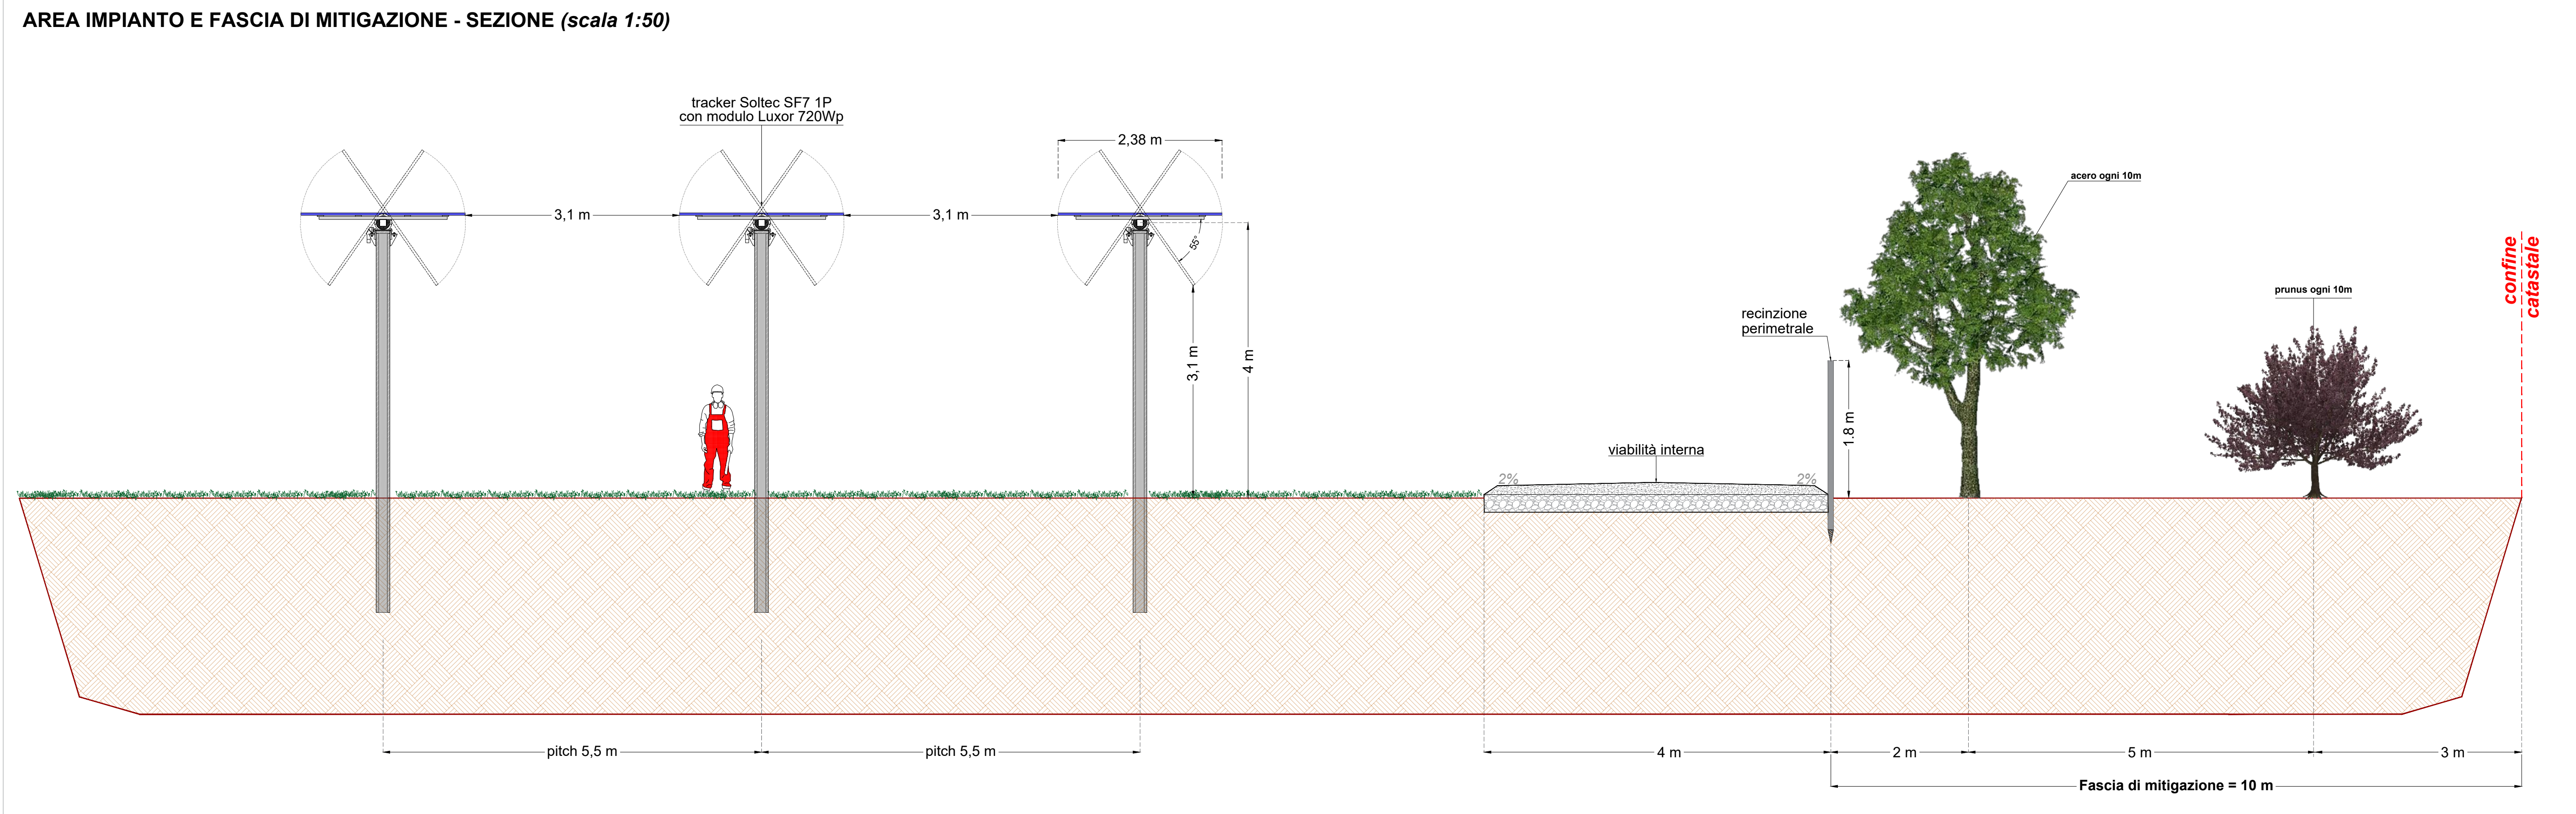 AREA IMPIANTO E FASCIA DI MITIGAZIONE - SEZIONE (scala 1:50)
tracker Soltec SF7 1P
con modulo Luxor 720Wp
2,38 m
3,1 m
3,1 m
55°
3,1 m
4 m
acero ogni 10m
confine
catastale
prunus ogni 10m
recinzione
perimetrale
1.8 m
viabilità interna
2%
2%
pitch 5,5 m
pitch 5,5 m
4 m
2 m
5 m
3 m
Fascia di mitigazione = 10 m